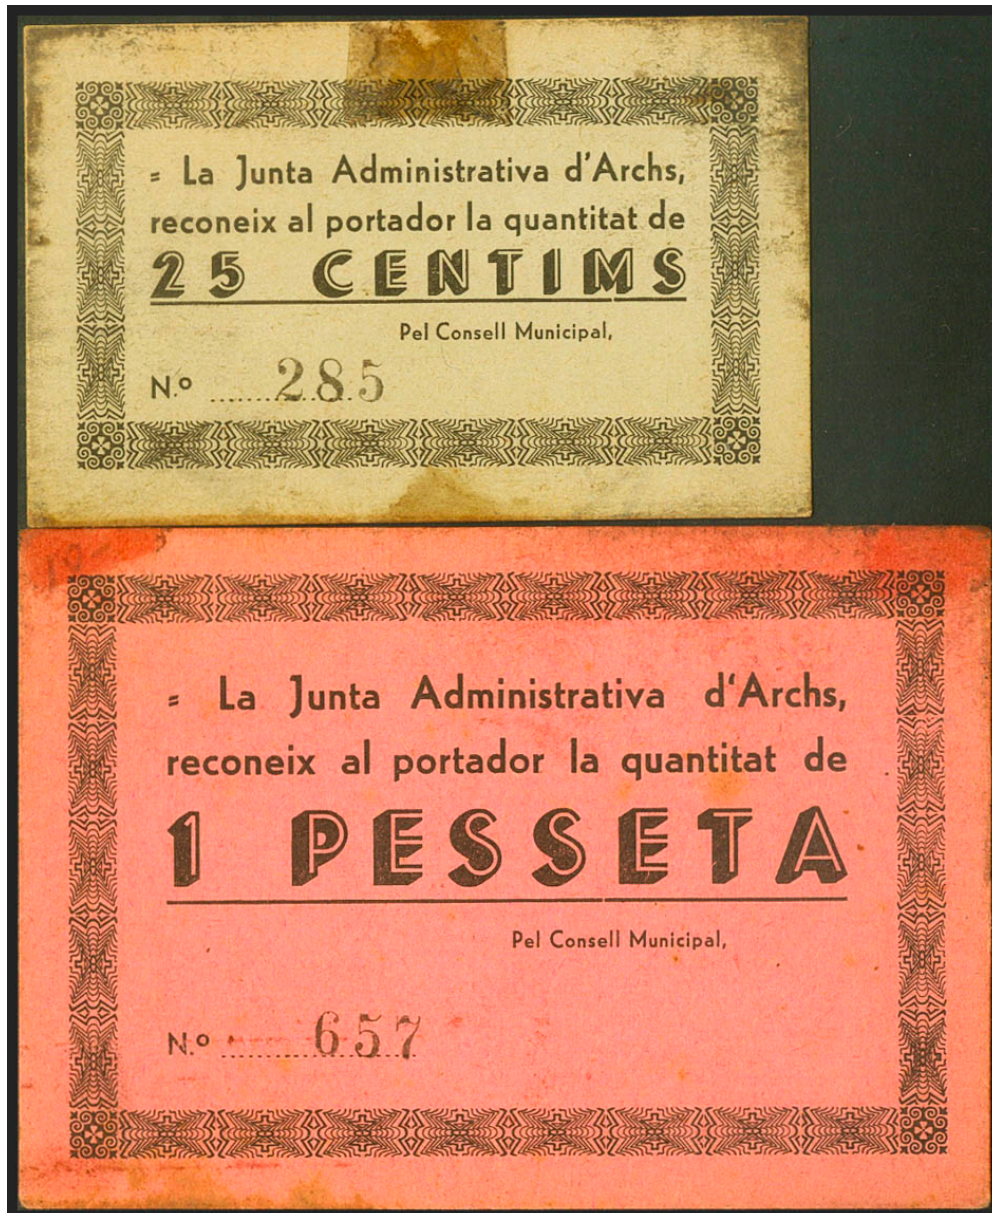 = La Junta Administrativa d'Archs,
reconeix al portador la quantitat de
25 CENTIMS
Pel Consell Municipal,
N.º ........285
= La Junta Administrativa d‘Archs,
reconeix al portador la quantitat de
1 PESSETA
Pel Consell Municipal,
N.º ........657